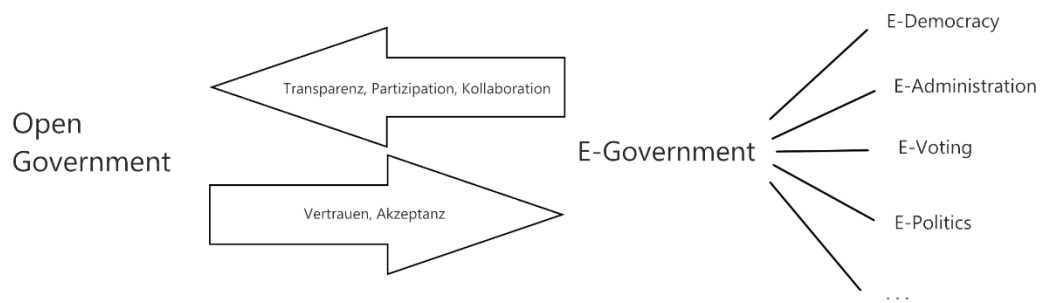 E-Democracy
Transparenz, Partizipation, Kollaboration
E-Administration
Open
Government
E-Government
E-Voting
Vertrauen, Akzeptanz
E-Politics
...